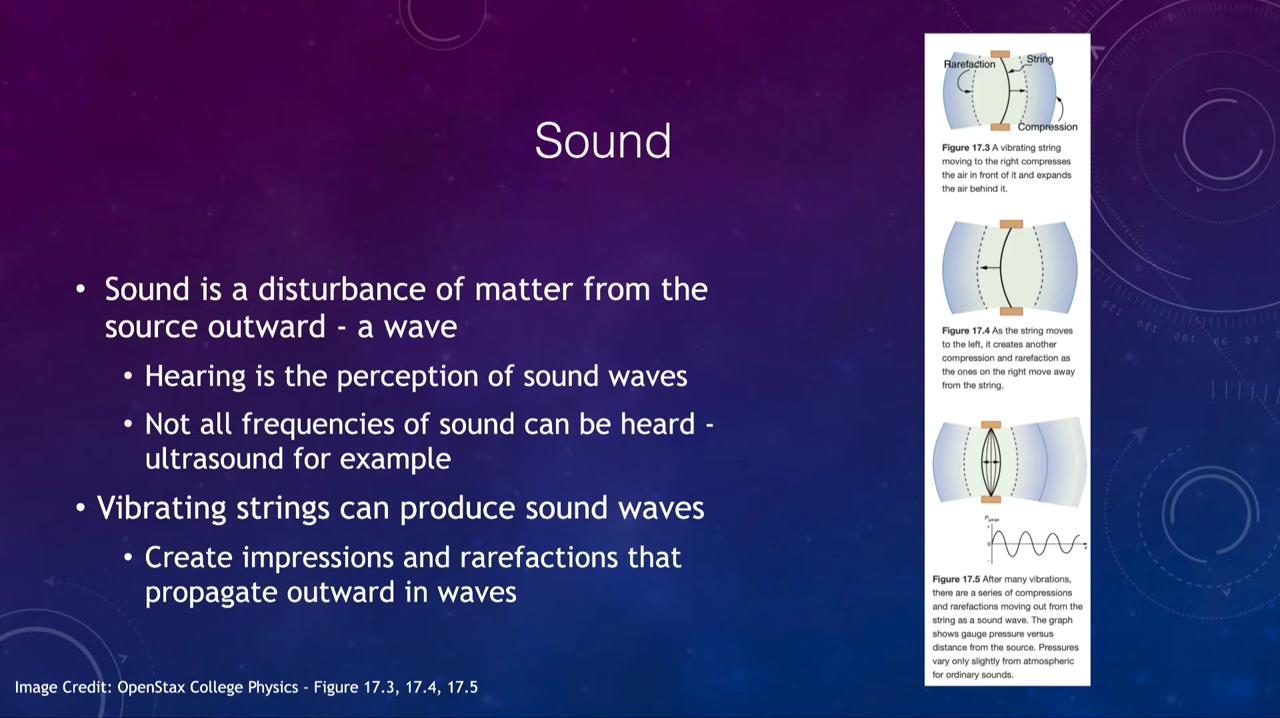 Sound
• Sound is a disturbance of matter from the
source outward - a wave
• Hearing is the perception of sound waves
• Not all frequencies of sound can be heard -
ultrasound for example
• Vibrating strings can produce sound waves
• Create impressions and rarefactions that
propagate outward in waves
Image Credit: OpenStax College Physics - Figure 17.3, 17.4, 17.5
Rarefaction
String
Compression
Figure 17.3 A vibrating string
moving to the right compresses
the air in front of it and expands
the air behind it.
Figure 17.4 As the string moves
to the left, it creates another
compression and rarefaction as
the ones on the right move away
from the string.
Pgauge
+
0
−
x
Figure 17.5 After many vibrations,
there are a series of compressions
and rarefactions moving out from the
string as a sound wave. The graph
shows gauge pressure versus
distance from the source. Pressures
vary only slightly from atmospheric
for ordinary sounds.